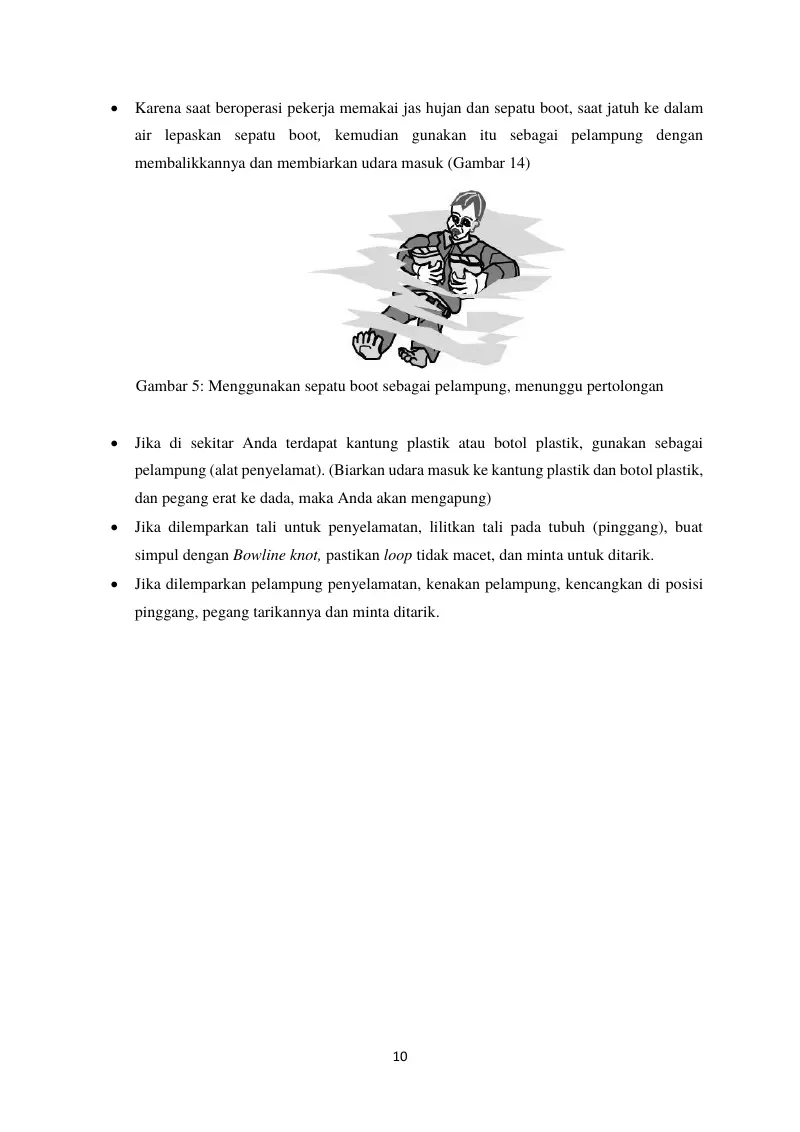 • Karena saat beroperasi pekerja memakai jas hujan dan sepatu boot, saat jatuh ke dalam
air lepaskan sepatu boot, kemudian gunakan itu sebagai pelampung dengan
membalikkannya dan membiarkan udara masuk (Gambar 14)
Gambar 5: Menggunakan sepatu boot sebagai pelampung, menunggu pertolongan
• Jika di sekitar Anda terdapat kantung plastik atau botol plastik, gunakan sebagai
pelampung (alat penyelamat). (Biarkan udara masuk ke kantung plastik dan botol plastik,
dan pegang erat ke dada, maka Anda akan mengapung)
• Jika dilemparkan tali untuk penyelamatan, lilitkan tali pada tubuh (pinggang), buat
simpul dengan Bowline knot, pastikan loop tidak macet, dan minta untuk ditarik.
• Jika dilemparkan pelampung penyelamatan, kenakan pelampung, kencangkan di posisi
pinggang, pegang tarikannya dan minta ditarik.
10